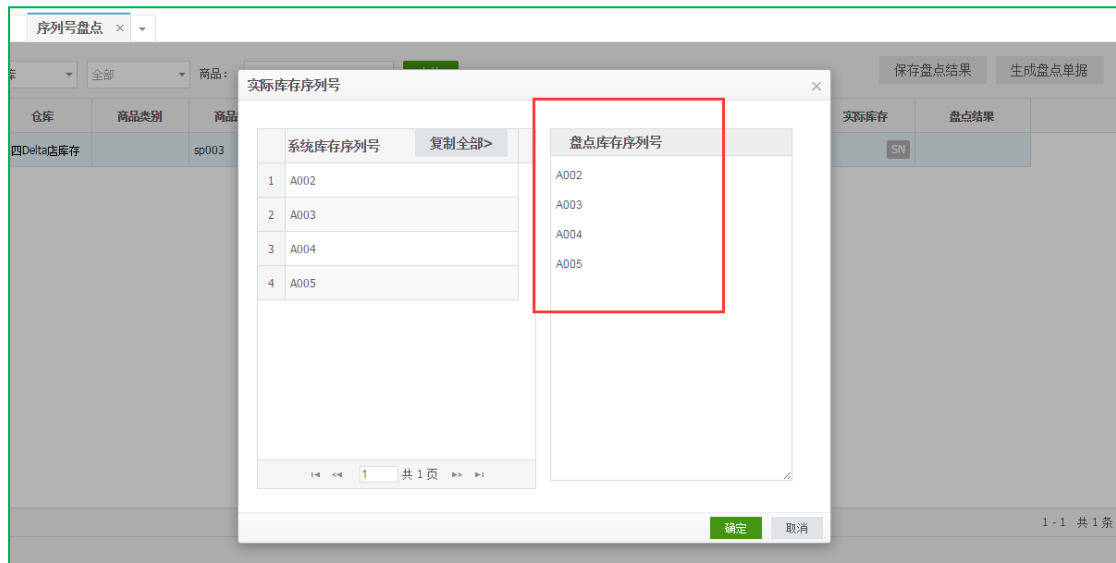 序列号盘点 ×
全部 商品:
保存盘点结果 生成盘点单据
实际库存序列号 ×
仓库 商品类别 商品 实际库存 盘点结果
四Delta店库存 sp003 SN
系统库存序列号 复制全部> 盘点库存序列号
1 A002
2 A003
3 A004
4 A005
A002
A003
A004
A005
1 共1页
确定 取消
1 - 1 共1条